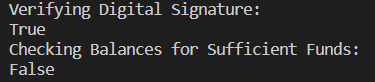 Verifying Digital Signature:
True
Checking Balances for Sufficient Funds:
False